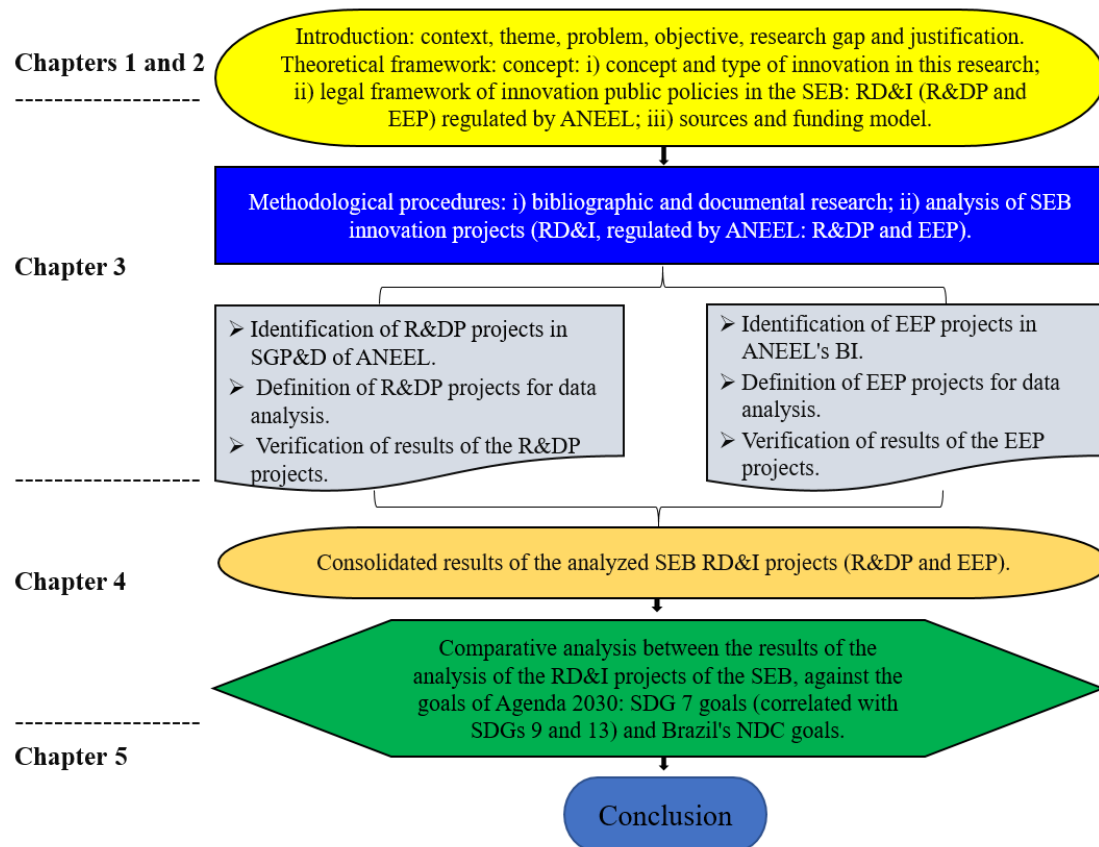 Chapters 1 and 2
Introduction: context, theme, problem, objective, research gap and justification.
Theoretical framework: concept: i) concept and type of innovation in this research;
ii) legal framework of innovation public policies in the SEB: RD&I (R&DP and
EEP) regulated by ANEEL; iii) sources and funding model.
---------------
Chapter 3
Methodological procedures: i) bibliographic and documental research; ii) analysis of SEB
innovation projects (RD&I, regulated by ANEEL: R&DP and EEP).
➢ Identification of R&DP projects in
SGP&D of ANEEL.
➢ Definition of R&DP projects for data
analysis.
➢ Verification of results of the R&DP
projects.
➢ Identification of EEP projects in
ANEEL's BI.
➢ Definition of EEP projects for data
analysis.
➢ Verification of results of the EEP
projects.
---------------
Chapter 4
Consolidated results of the analyzed SEB RD&I projects (R&DP and EEP).
Comparative analysis between the results of the
analysis of the RD&I projects of the SEB, against the
goals of Agenda 2030: SDG 7 goals (correlated with
SDGs 9 and 13) and Brazil's NDC goals.
---------------
Chapter 5
Conclusion